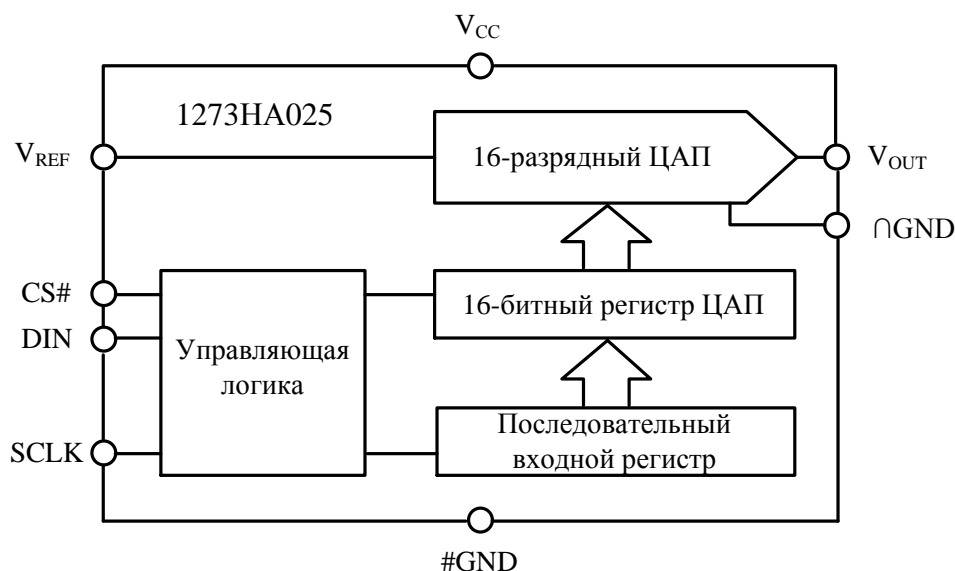 V_CC
1273НА025
V_REF
16-разрядный ЦАП
V_OUT
∩GND
CS#
16-битный регистр ЦАП
DIN
Управляющая
логика
Последовательный
входной регистр
SCLK
#GND